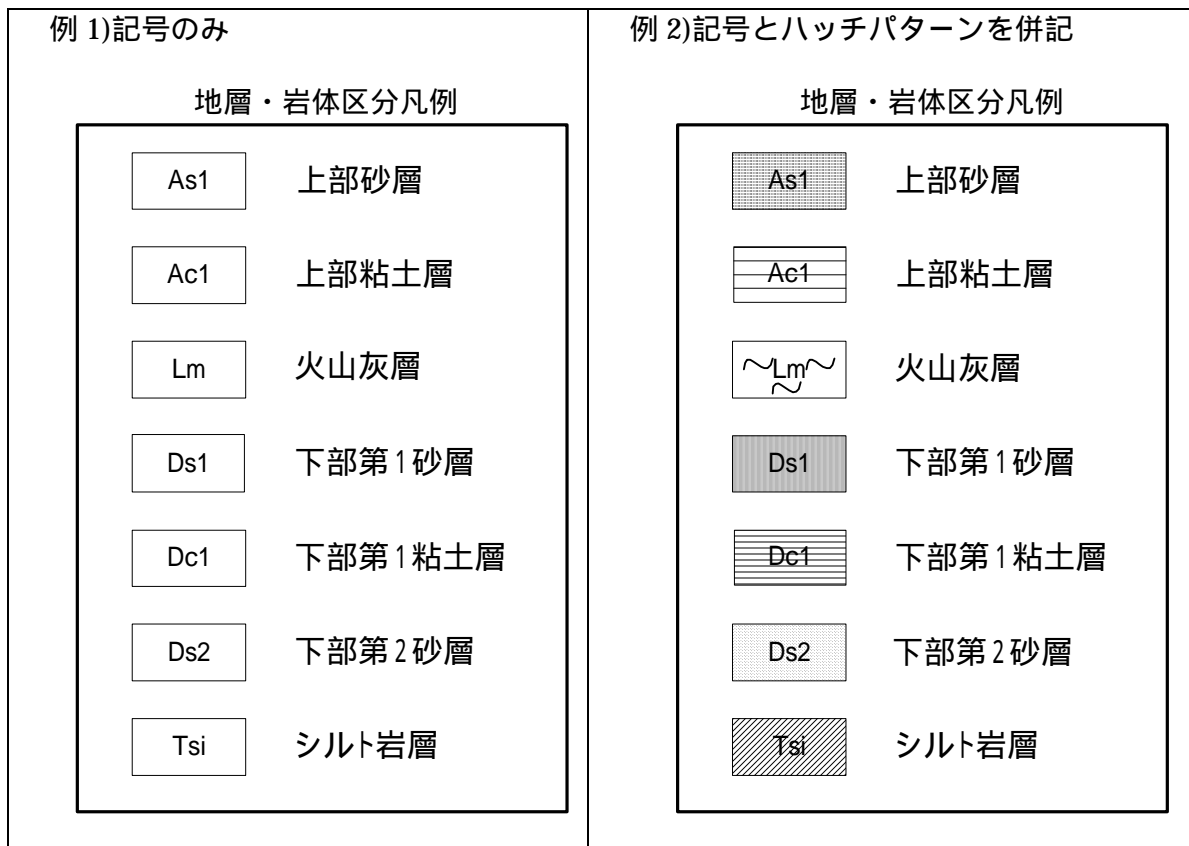 例 1)記号のみ
地層・岩体区分凡例
As1 上部砂層
Ac1 上部粘土層
Lm 火山灰層
Ds1 下部第1砂層
Dc1 下部第1粘土層
Ds2 下部第2砂層
Tsi シルト岩層
例 2)記号とハッチパターンを併記
地層・岩体区分凡例
As1 上部砂層
Ac1 上部粘土層
Lm 火山灰層
Ds1 下部第1砂層
Dc1 下部第1粘土層
Ds2 下部第2砂層
Tsi シルト岩層